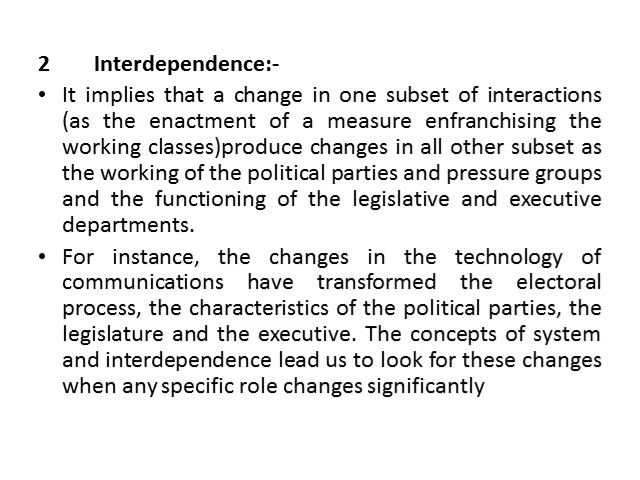 2 Interdependence:-
• It implies that a change in one subset of interactions
(as the enactment of a measure enfranchising the
working classes)produce changes in all other subset as
the working of the political parties and pressure groups
and the functioning of the legislative and executive
departments.
• For instance, the changes in the technology of
communications have transformed the electoral
process, the characteristics of the political parties, the
legislature and the executive. The concepts of system
and interdependence lead us to look for these changes
when any specific role changes significantly